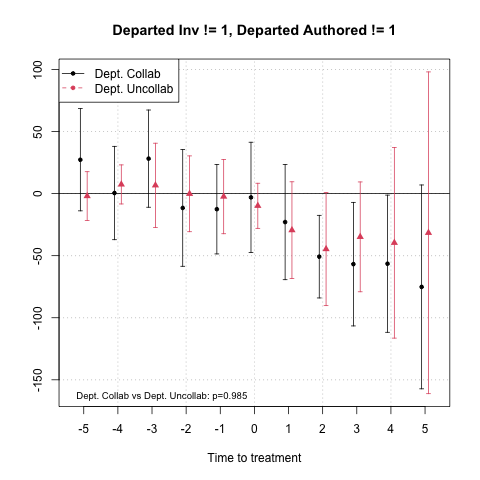 Departed Inv != 1, Departed Authored != 1
Dept. Collab
Dept. Uncollab
100
50
0
-50
-100
-150
Dept. Collab vs Dept. Uncollab: p=0.985
-5 -4 -3 -2 -1 0 1 2 3 4 5
Time to treatment